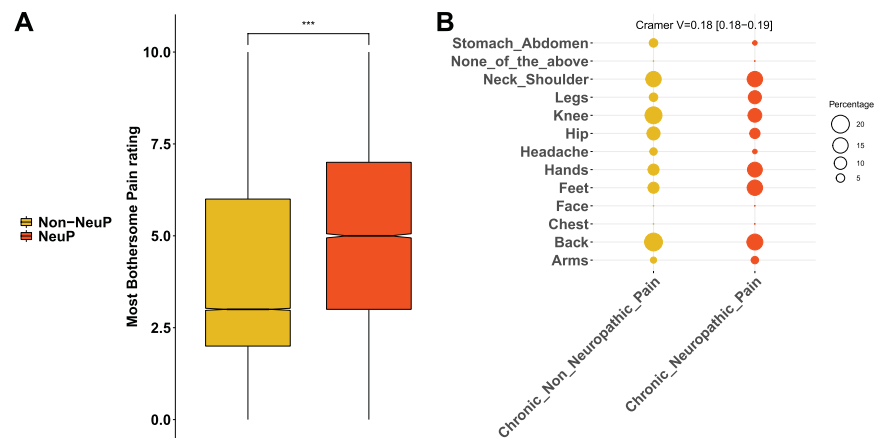 A
***
Most Bothersome Pain rating
10.0
7.5
5.0
2.5
0.0
Non−NeuP
NeuP
B
Cramer V=0.18 [0.18−0.19]
Stomach_Abdomen
None_of_the_above
Neck_Shoulder
Legs
Knee
Hip
Headache
Hands
Feet
Face
Chest
Back
Arms
Chronic_Non_Neuropathic_Pain
Chronic_Neuropathic_Pain
Percentage
20
15
10
5